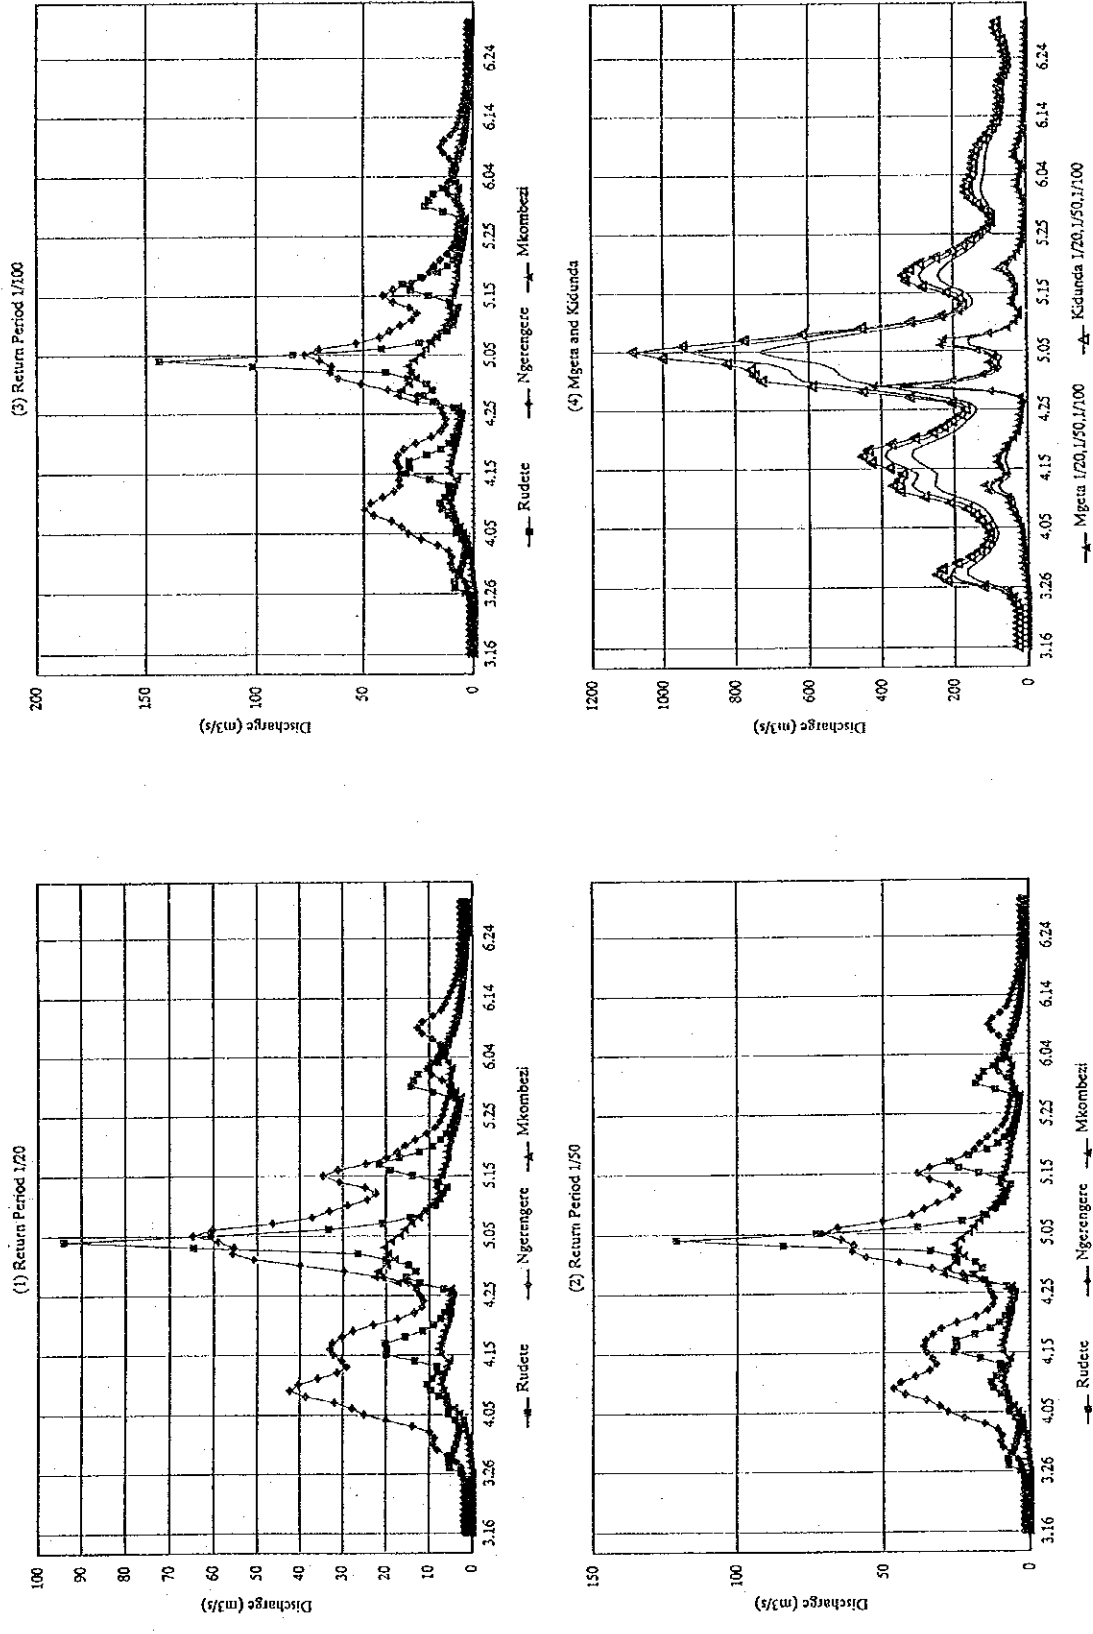 (1) Return Period 1/20
Discharge (m3/s)
100
90
80
70
60
50
40
30
20
10
0
3.16 3.26 4.05 4.15 4.25 5.05 5.15 5.25 6.04 6.14 6.24
Rudete Ngerengere Mkombezi
(2) Return Period 1/50
Discharge (m3/s)
150
100
50
0
3.16 3.26 4.05 4.15 4.25 5.05 5.15 5.25 6.04 6.14 6.24
Rudete Ngerengere Mkombezi
(3) Return Period 1/100
Discharge (m3/s)
200
150
100
50
0
3.16 3.26 4.05 4.15 4.25 5.05 5.15 5.25 6.04 6.14 6.24
Rudete Ngerengere Mkombezi
(4) Mgeta and Kidunda
Discharge (m3/s)
1200
1000
800
600
400
200
0
3.16 3.26 4.05 4.15 4.25 5.05 5.15 5.25 6.04 6.14 6.24
Mgeta 1/20,1/50,1/100 Kidunda 1/20,1/50,1/100